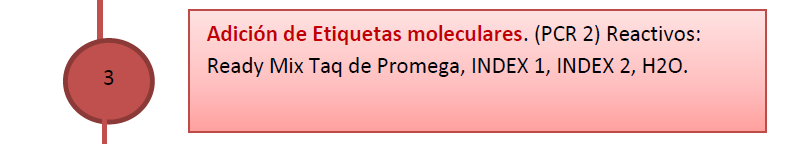 3
Adición de Etiquetas moleculares. (PCR 2) Reactivos:
Ready Mix Taq de Promega, INDEX 1, INDEX 2, H2O.